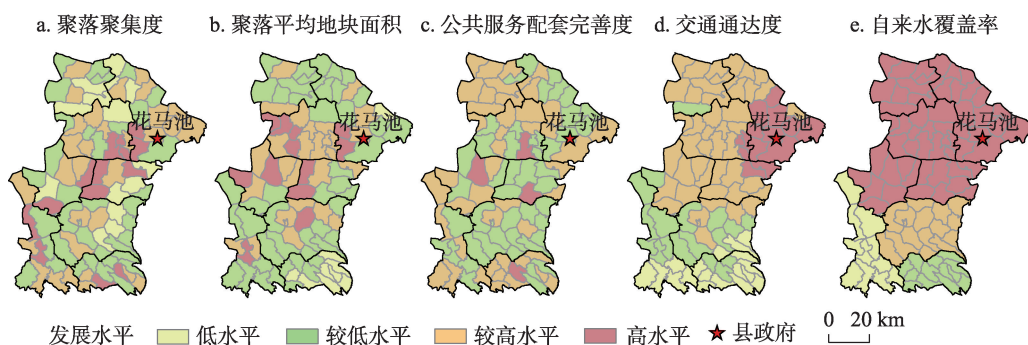 a. 聚落聚集度
b. 聚落平均地块面积
c. 公共服务配套完善度
d. 交通通达度
e. 自来水覆盖率
花马池
花马池
花马池
花马池
花马池
发展水平 低水平 较低水平 较高水平 高水平 县政府
0 20 km